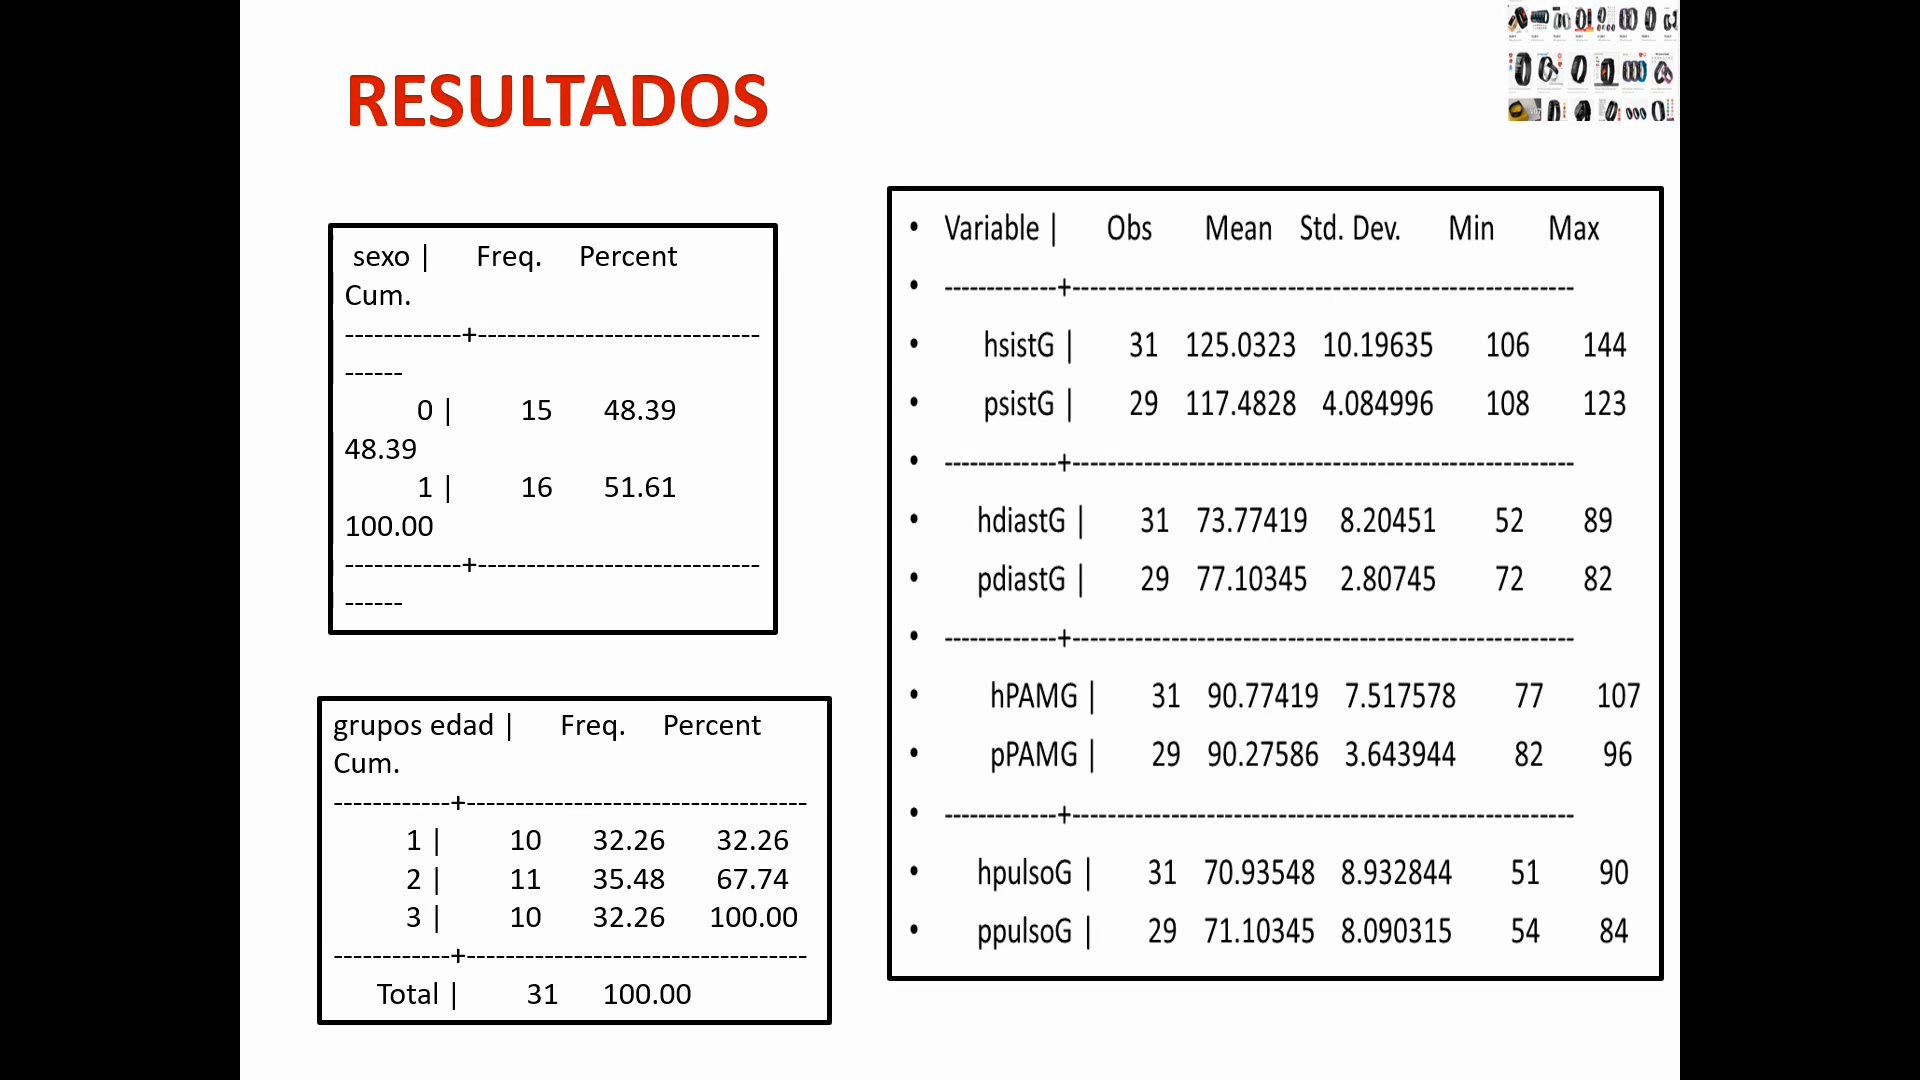 RESULTADOS
sexo | Freq. Percent
Cum.
------------+-----------------------------
------
0 | 15 48.39
48.39
1 | 16 51.61
100.00
------------+-----------------------------
------
grupos edad | Freq. Percent
Cum.
------------+-----------------------------------
1 | 10 32.26 32.26
2 | 11 35.48 67.74
3 | 10 32.26 100.00
------------+-----------------------------------
Total | 31 100.00
• Variable | Obs Mean Std. Dev. Min Max
• -------------+--------------------------------------------------------
• hsistG | 31 125.0323 10.19635 106 144
• psistG | 29 117.4828 4.084996 108 123
• -------------+--------------------------------------------------------
• hdiastG | 31 73.77419 8.20451 52 89
• pdiastG | 29 77.10345 2.80745 72 82
• -------------+--------------------------------------------------------
• hPAMG | 31 90.77419 7.517578 77 107
• pPAMG | 29 90.27586 3.643944 82 96
• -------------+--------------------------------------------------------
• hpulsoG | 31 70.93548 8.932844 51 90
• ppulsoG | 29 71.10345 8.090315 54 84